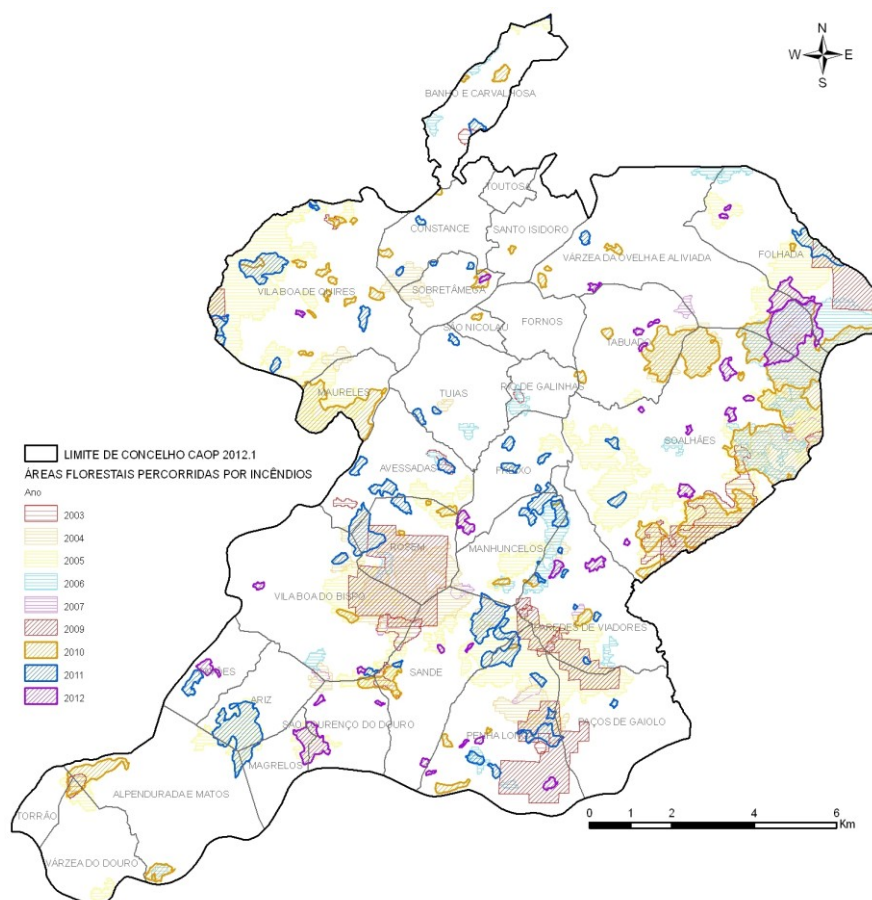 N
W E
S
BANHO E CARVALHOSA
TOUTOSA
CONSTANCE
SANTO ISIDORO
VÁRZEA DA OVELHA E ALIVIADA
FOLHADA
VILA BOA DE QUIRES
SOBRETÂMEGA
SÃO NICOLAU
FORNOS
TABUADO
MAURELES
TUIAS
RIO DE GALINHAS
SOALHÃES
LIMITE DE CONCELHO CAOP 2012.1
ÁREAS FLORESTAIS PERCORRIDAS POR INCÊNDIOS
Ano
2003
2004
2005
2006
2007
2009
2010
2011
2012
AVESSADAS
FREIXO
ROSEM
MANHUNCELOS
VILA BOA DO BISPO
PAREDES DE VIADORES
SANDE
ARIZ
SÃO LOURENÇO DO DOURO
PAÇOS DE GAIOLO
PENHA LONGA
MAGRELOS
ALPENDURADA E MATOS
TORRÃO
VÁRZEA DO DOURO
0 1 2 4 6
Km